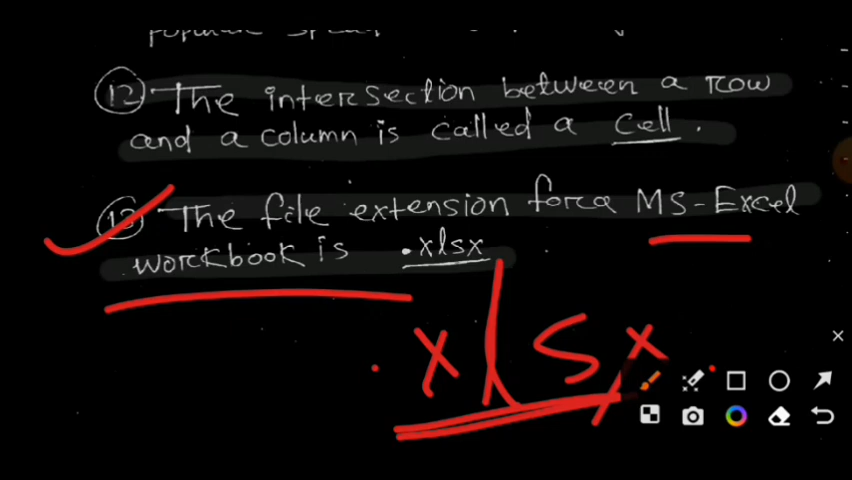 12 The intersection between a row
and a column is called a Cell.
13 The file extension for a MS-Excel
workbook is .xlsx
.xlsx